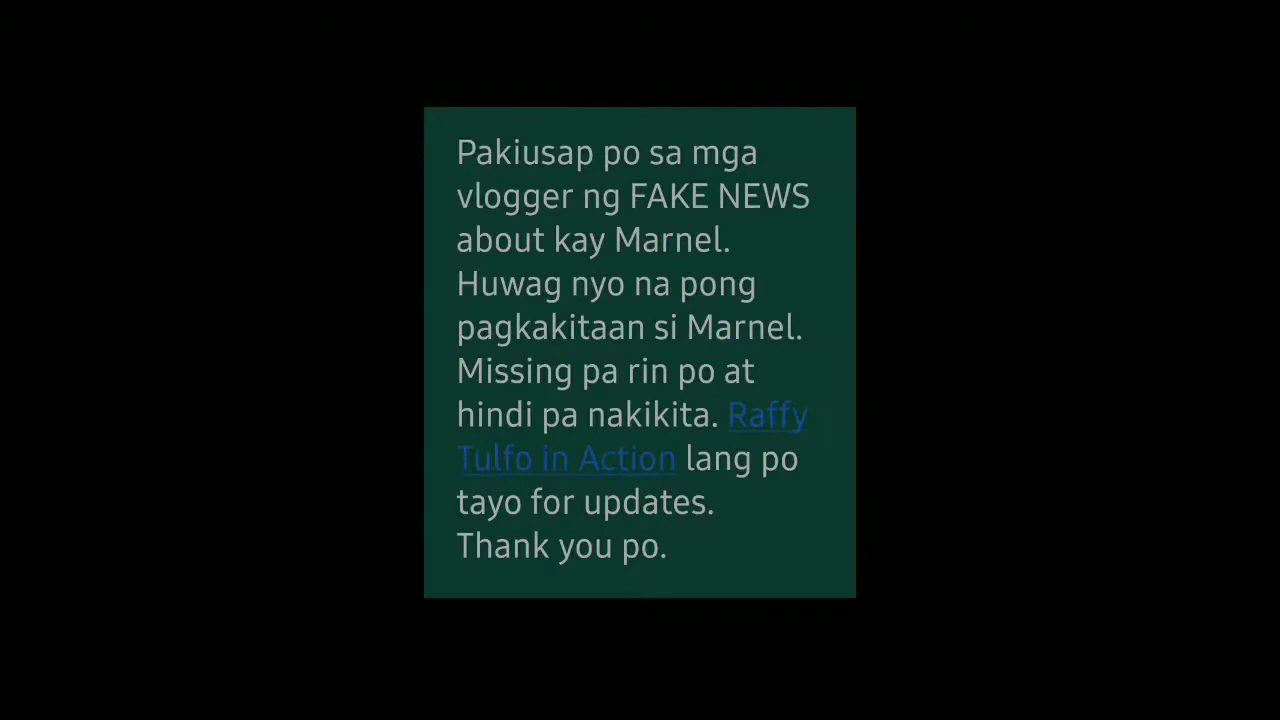 Pakiusap po sa mga
vlogger ng FAKE NEWS
about kay Marnel.
Huwag nyo na pong
pagkakitaan si Marnel.
Missing pa rin po at
hindi pa nakikita. Raffy
Tulfo in Action lang po
tayo for updates.
Thank you po.